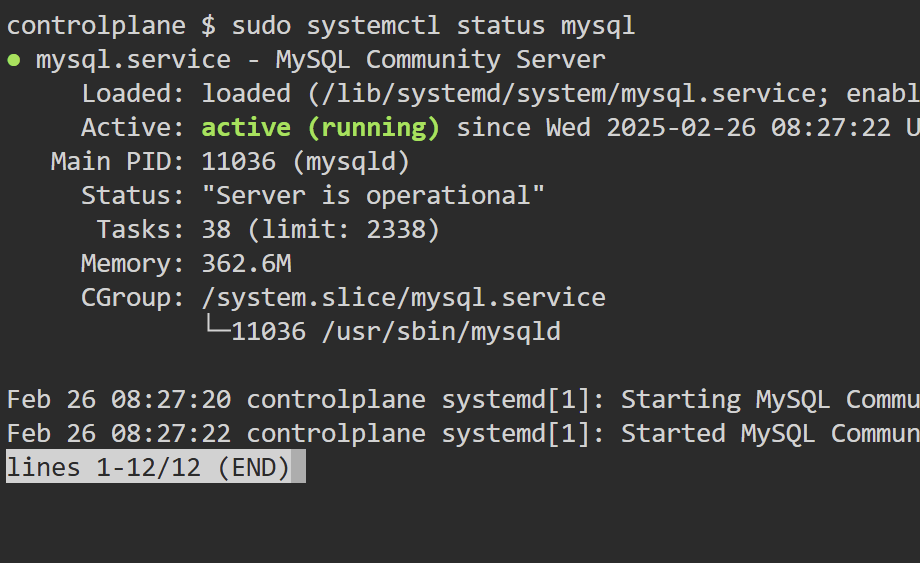 controlplane $ sudo systemctl status mysql
● mysql.service - MySQL Community Server
     Loaded: loaded (/lib/systemd/system/mysql.service; enabl
     Active: active (running) since Wed 2025-02-26 08:27:22 U
   Main PID: 11036 (mysqld)
     Status: "Server is operational"
      Tasks: 38 (limit: 2338)
     Memory: 362.6M
     CGroup: /system.slice/mysql.service
             └─11036 /usr/sbin/mysqld
Feb 26 08:27:20 controlplane systemd[1]: Starting MySQL Commu
Feb 26 08:27:22 controlplane systemd[1]: Started MySQL Commun
lines 1-12/12 (END)